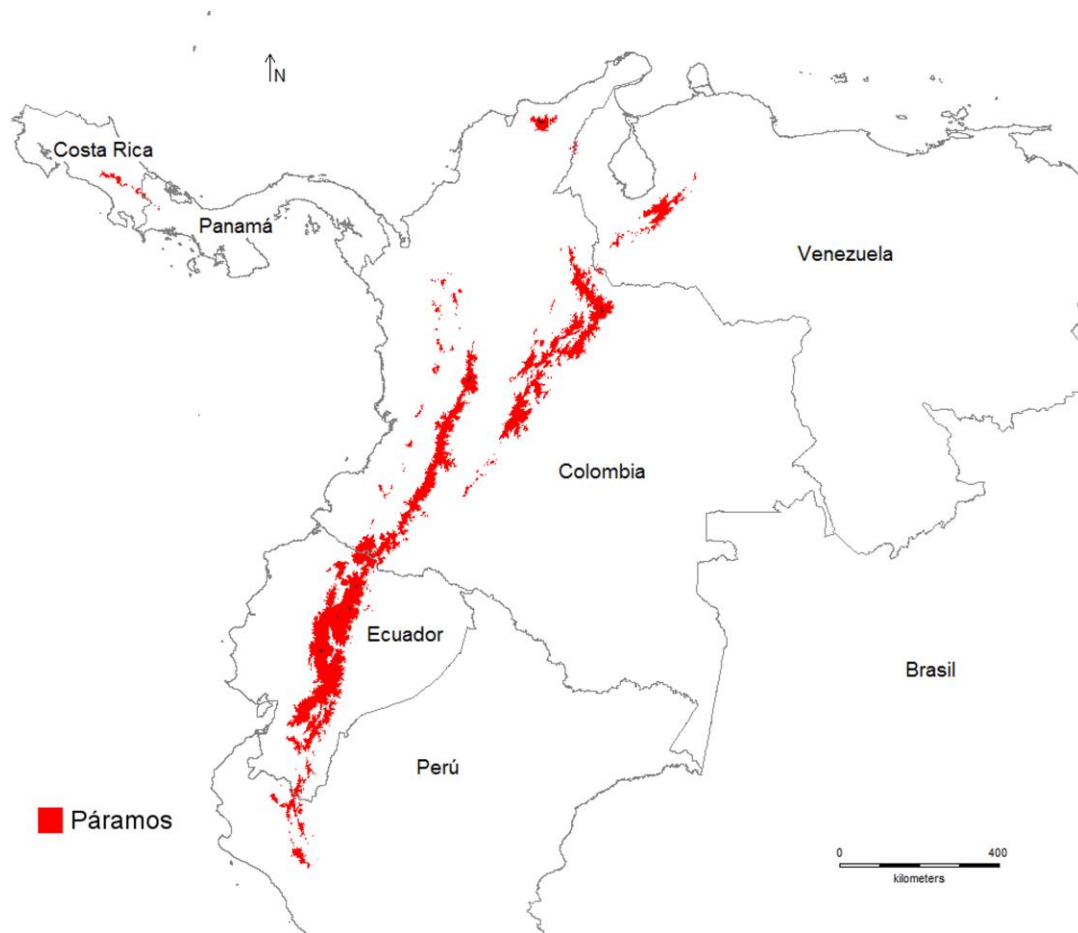 N
Costa Rica
Panamá
Venezuela
Colombia
Ecuador
Brasil
Perú
Páramos
0 400
kilometers